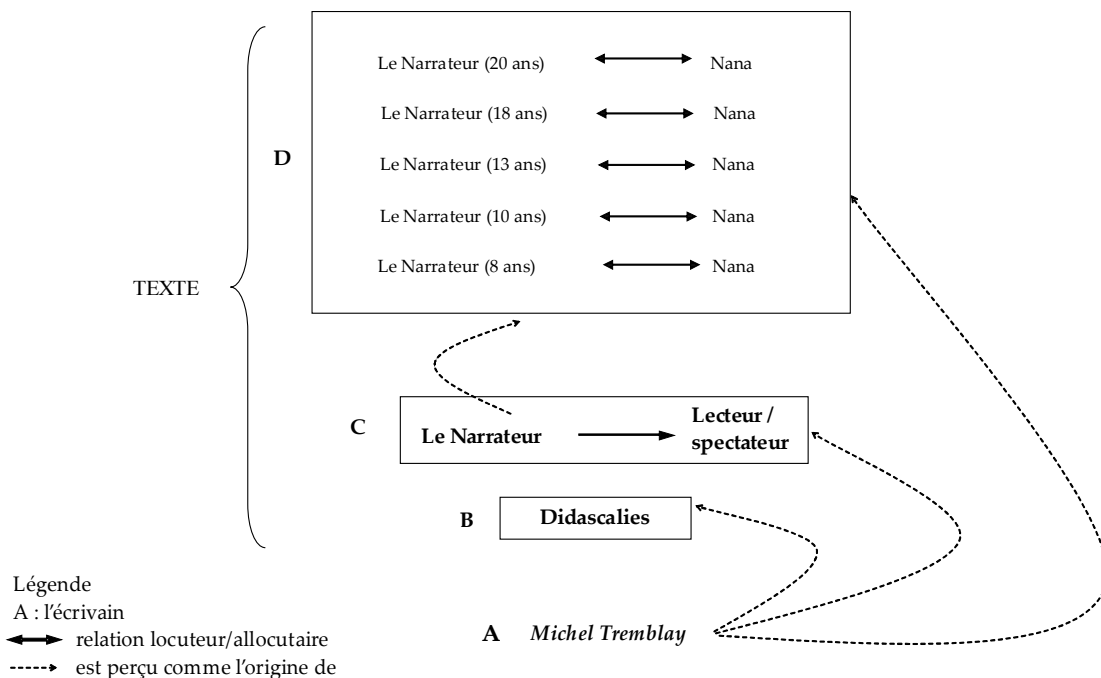 Le Narrateur (20 ans) Nana
Le Narrateur (18 ans) Nana
D
Le Narrateur (13 ans) Nana
Le Narrateur (10 ans) Nana
Le Narrateur (8 ans) Nana
TEXTE
C
Le Narrateur
Lecteur /
spectateur
B
Didascalies
Légende
A : l'écrivain
A Michel Tremblay
relation locuteur/allocutaire
est perçu comme l'origine de